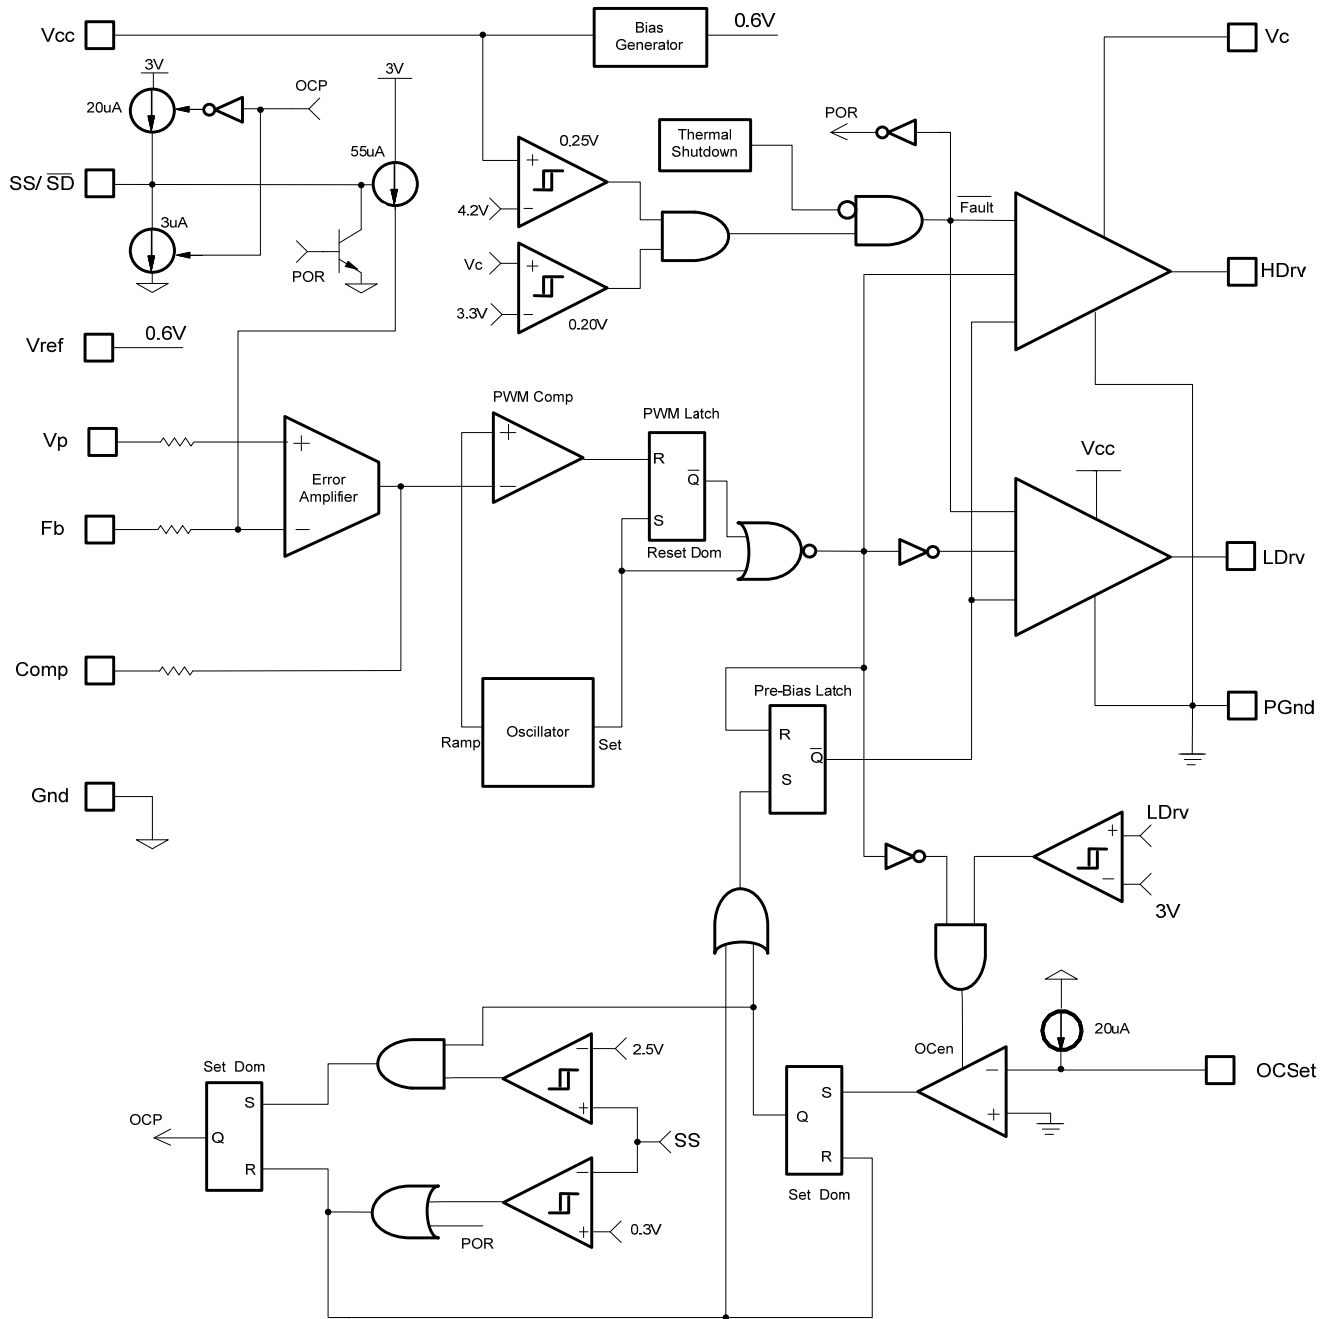 Vcc
Bias
Generator
0.6V
Vc
3V
OCP
20uA
3V
55uA
SS/ SD
3uA
POR
0.25V
+
4.2V
−
Vc
+
3.3V
−
0.20V
Thermal
Shutdown
POR
Fault
HDrv
Vref
0.6V
Vp
+
Error
Amplifier
−
Fb
PWM Comp
+
−
PWM Latch
R
Q
S
Reset Dom
Vcc
LDrv
Comp
Ramp
Oscillator
Set
Pre-Bias Latch
R
Q
S
PGnd
Gnd
LDrv
+
−
3V
OCen
20uA
−
+
OCSet
2.5V
−
+
SS
−
+
0.3V
POR
Set Dom
S
Q
R
OCP
S
Q
R
Set Dom